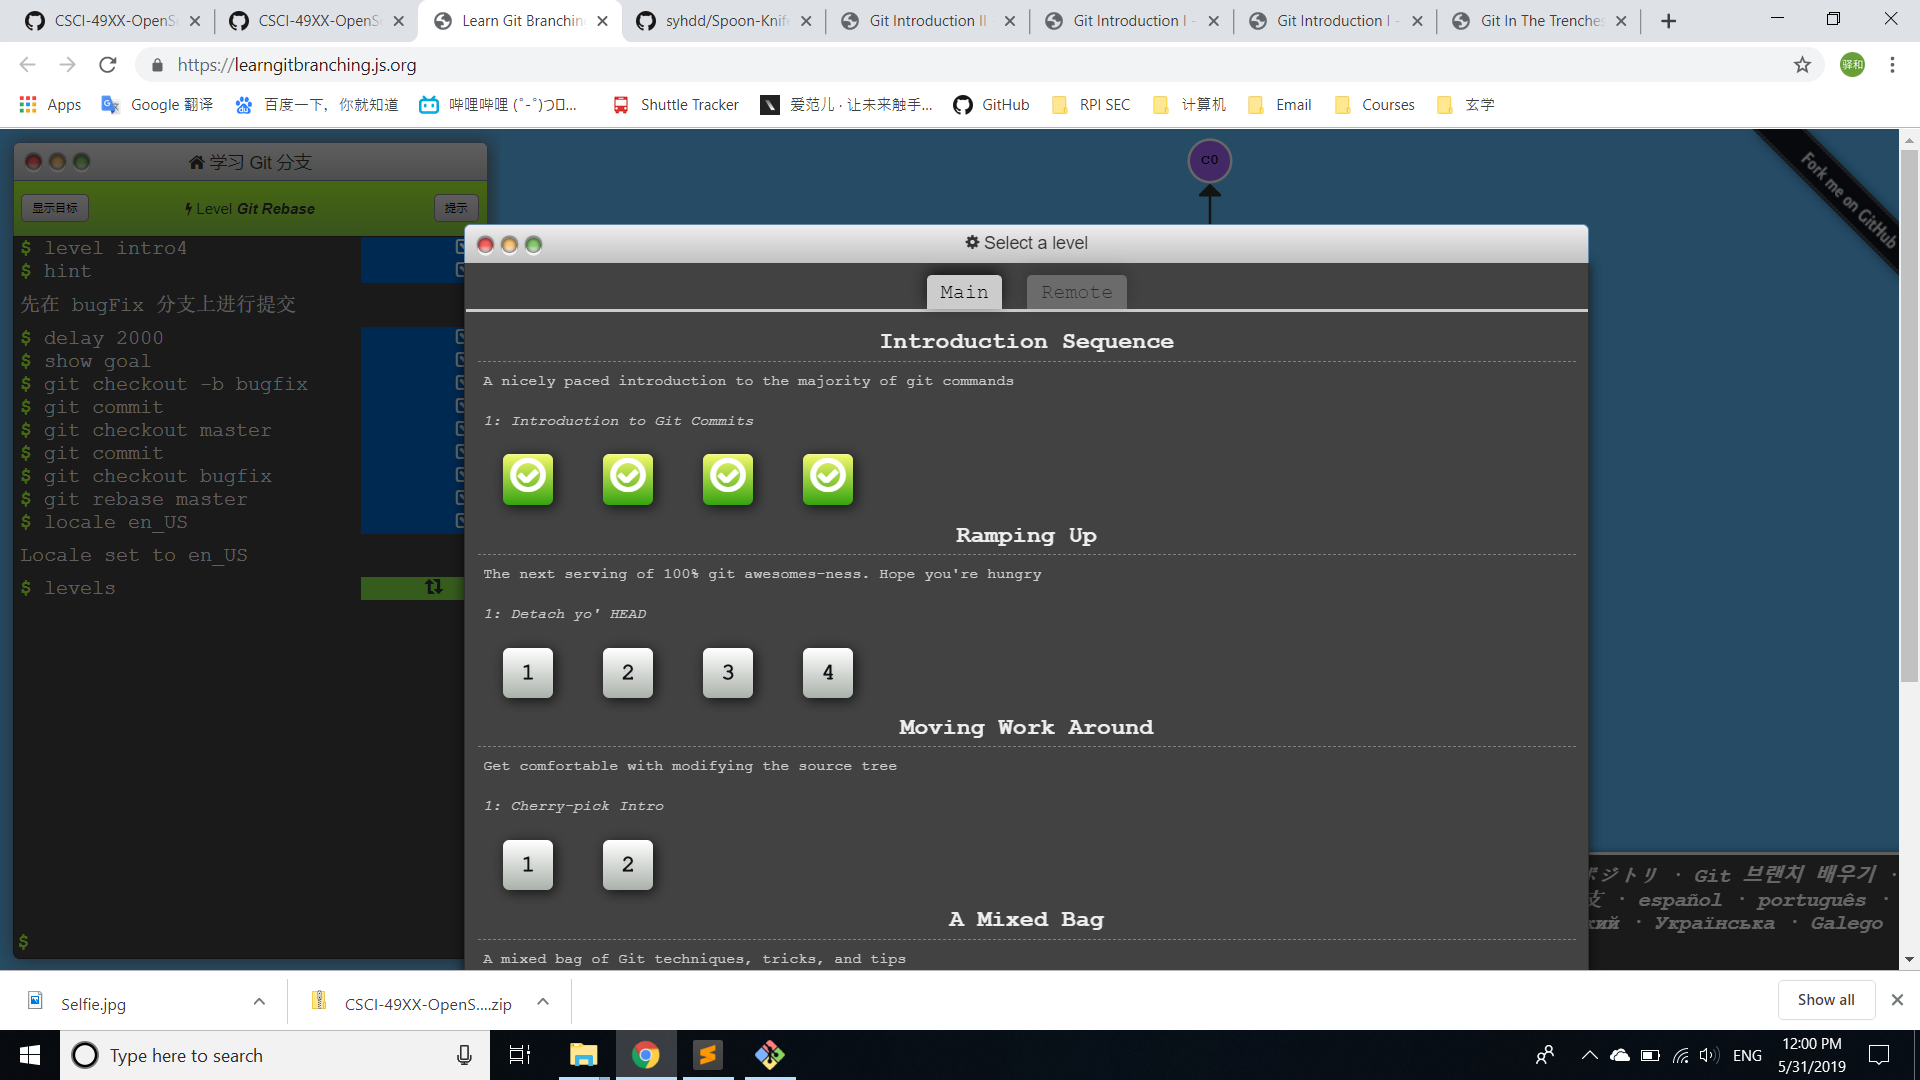 CSCI-49XX-OpenS
CSCI-49XX-OpenS
Learn Git Branchin
syhdd/Spoon-Knif
Git Introduction II -
Git Introduction I -
Git Introduction I -
Git In The Trenches
https://learngitbranching.js.org
驿和
Apps
Google 翻译
百度一下，你就知道
哔哩哔哩 (゜-゜)つ...
Shuttle Tracker
爱范儿 · 让未来触手...
GitHub
RPI SEC
计算机
Email
Courses
玄学
学习 Git 分支
显示目标
Level Git Rebase
提示
$ level intro4
$ hint
先在 bugFix 分支上进行提交
$ delay 2000
$ show goal
$ git checkout -b bugfix
$ git commit
$ git checkout master
$ git commit
$ git checkout bugfix
$ git rebase master
$ locale en_US
Locale set to en_US
$ levels
$
C0
Fork me on GitHub
Select a level
Main
Remote
Introduction Sequence
A nicely paced introduction to the majority of git commands
1: Introduction to Git Commits
Ramping Up
The next serving of 100% git awesomes-ness. Hope you're hungry
1: Detach yo' HEAD
1 2 3 4
Moving Work Around
Get comfortable with modifying the source tree
1: Cherry-pick Intro
1 2
A Mixed Bag
A mixed bag of Git techniques, tricks, and tips
ジトリ · Git 브랜치 배우기 ·
支 · español · português ·
кий · Українська · Galego
Selfie.jpg
CSCI-49XX-OpenS....zip
Show all
Type here to search
ENG
12:00 PM
5/31/2019